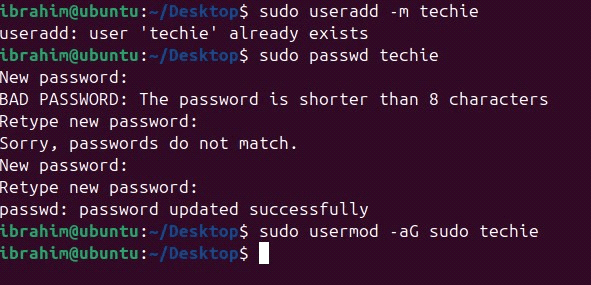 ibrahim@ubuntu:~/Desktop$ sudo useradd -m techie
useradd: user 'techie' already exists
ibrahim@ubuntu:~/Desktop$ sudo passwd techie
New password:
BAD PASSWORD: The password is shorter than 8 characters
Retype new password:
Sorry, passwords do not match.
New password:
Retype new password:
passwd: password updated successfully
ibrahim@ubuntu:~/Desktop$ sudo usermod -aG sudo techie
ibrahim@ubuntu:~/Desktop$